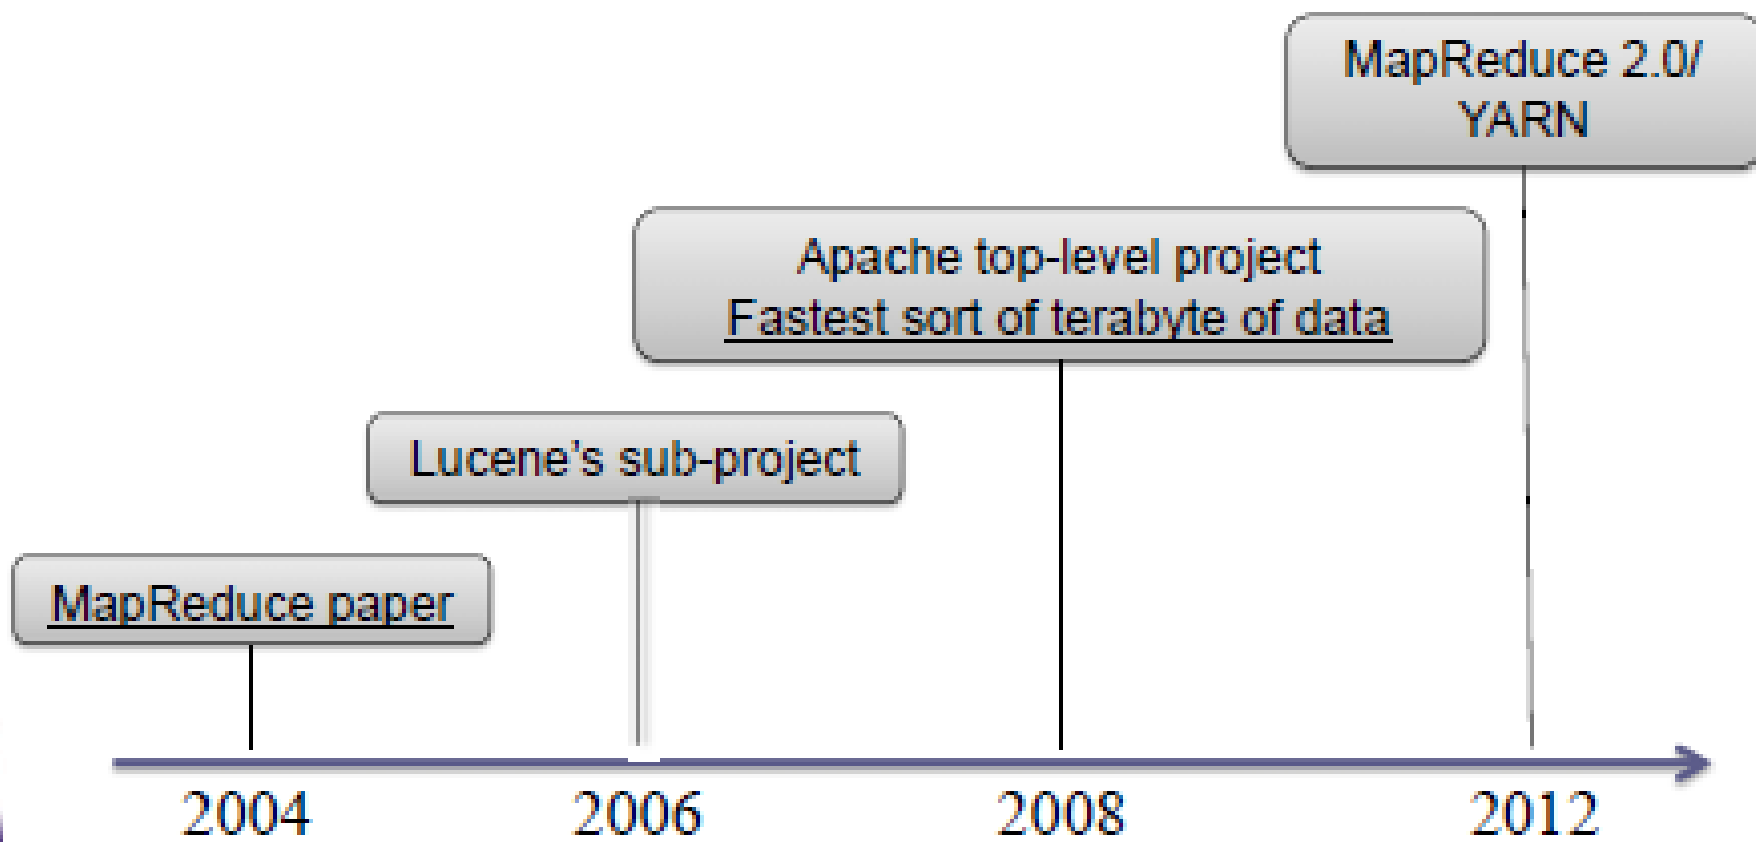 MapReduce 2.0/
YARN
Apache top-level project
Fastest sort of terabyte of data
Lucene's sub-project
MapReduce paper
2004 2006 2008 2012